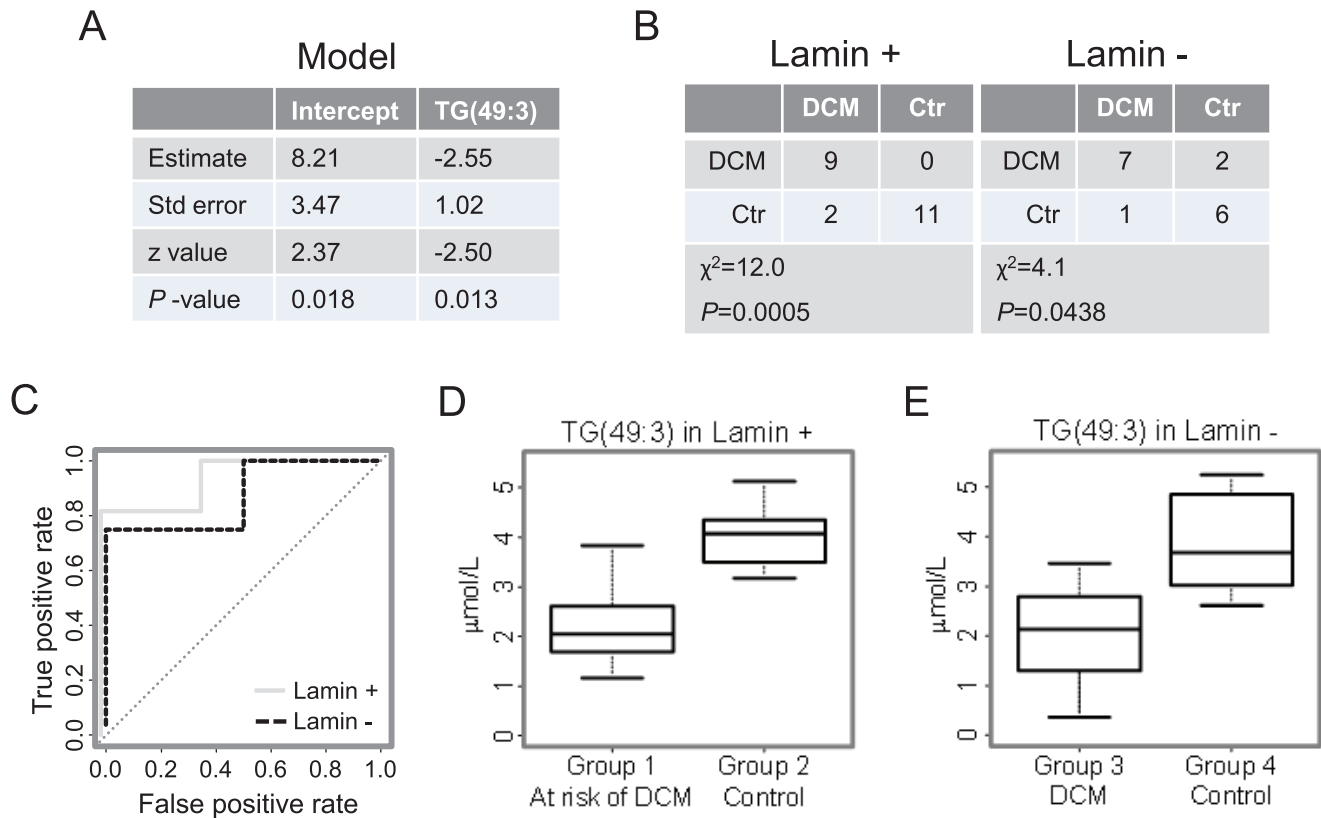 A
Model
Intercept TG(49:3)
Estimate 8.21 -2.55
Std error 3.47 1.02
z value 2.37 -2.50
P -value 0.018 0.013
B
Lamin + Lamin -
DCM Ctr DCM Ctr
DCM 9 0 DCM 7 2
Ctr 2 11 Ctr 1 6
χ²=12.0 χ²=4.1
P=0.0005 P=0.0438
C
True positive rate
1.0
0.8
0.6
0.4
0.2
0.0
Lamin +
Lamin -
0.0 0.2 0.4 0.6 0.8 1.0
False positive rate
D
TG(49:3) in Lamin +
μmol/L
5
4
3
2
1
0
Group 1 Group 2
At risk of DCM Control
E
TG(49:3) in Lamin -
μmol/L
5
4
3
2
1
0
Group 3 Group 4
DCM Control